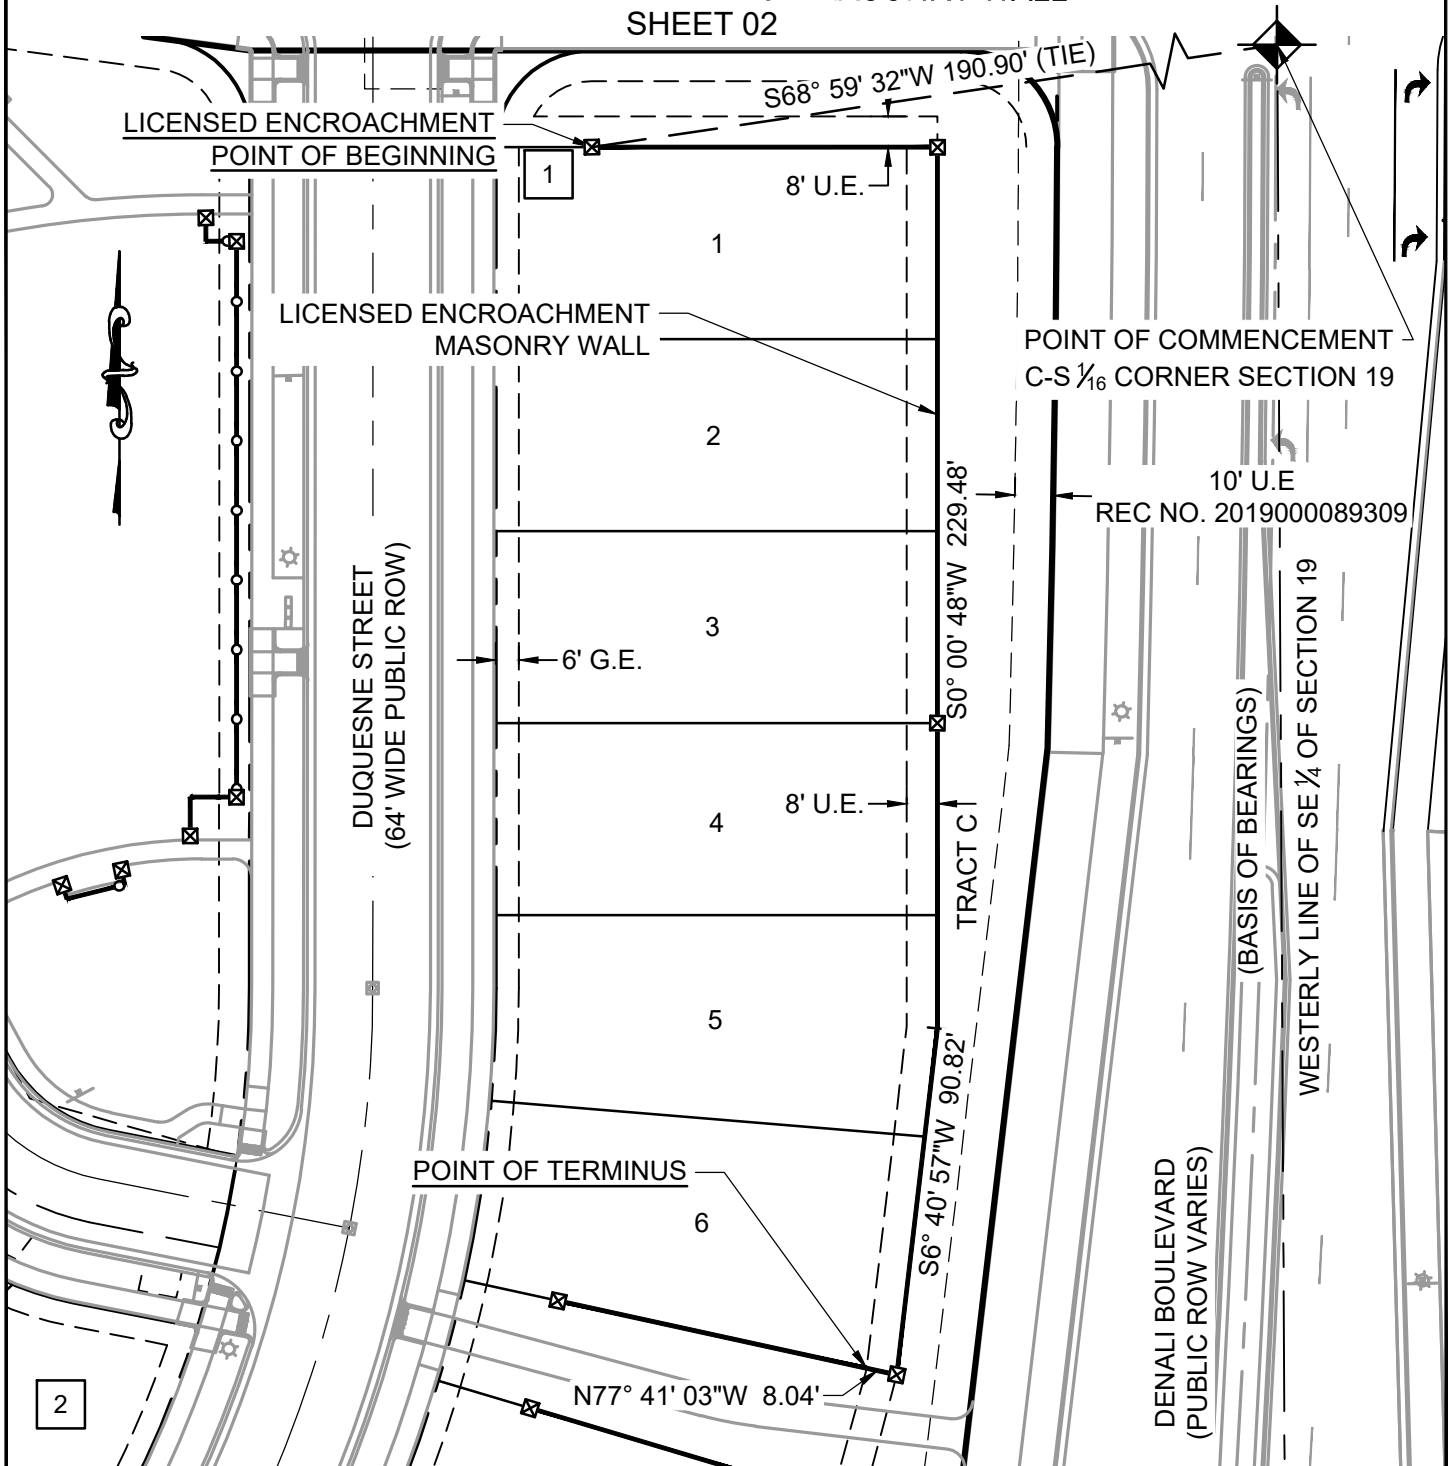 SHEET 02
S68° 59' 32"W 190.90' (TIE)
LICENSED ENCROACHMENT
POINT OF BEGINNING
1
8' U.E.
1
LICENSED ENCROACHMENT
MASONRY WALL
POINT OF COMMENCEMENT
C-S 1/16 CORNER SECTION 19
2
10' U.E
REC NO. 2019000089309
S0° 00' 48"W 229.48'
DUQUESNE STREET
(64' WIDE PUBLIC ROW)
3
6' G.E.
8' U.E.
4
TRACT C
(BASIS OF BEARINGS)
WESTERLY LINE OF SE 1/4 OF SECTION 19
5
S6° 40' 57"W 90.82'
POINT OF TERMINUS
6
DENALI BOULEVARD
(PUBLIC ROW VARIES)
N77° 41' 03"W 8.04'
2